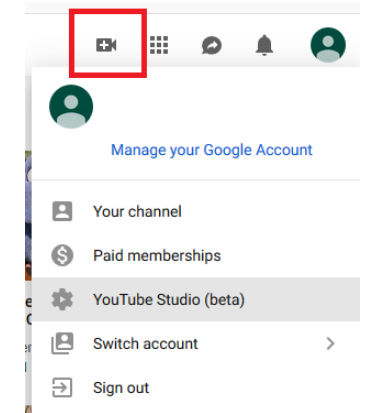 Manage your Google Account
Your channel
Paid memberships
YouTube Studio (beta)
Switch account
Sign out